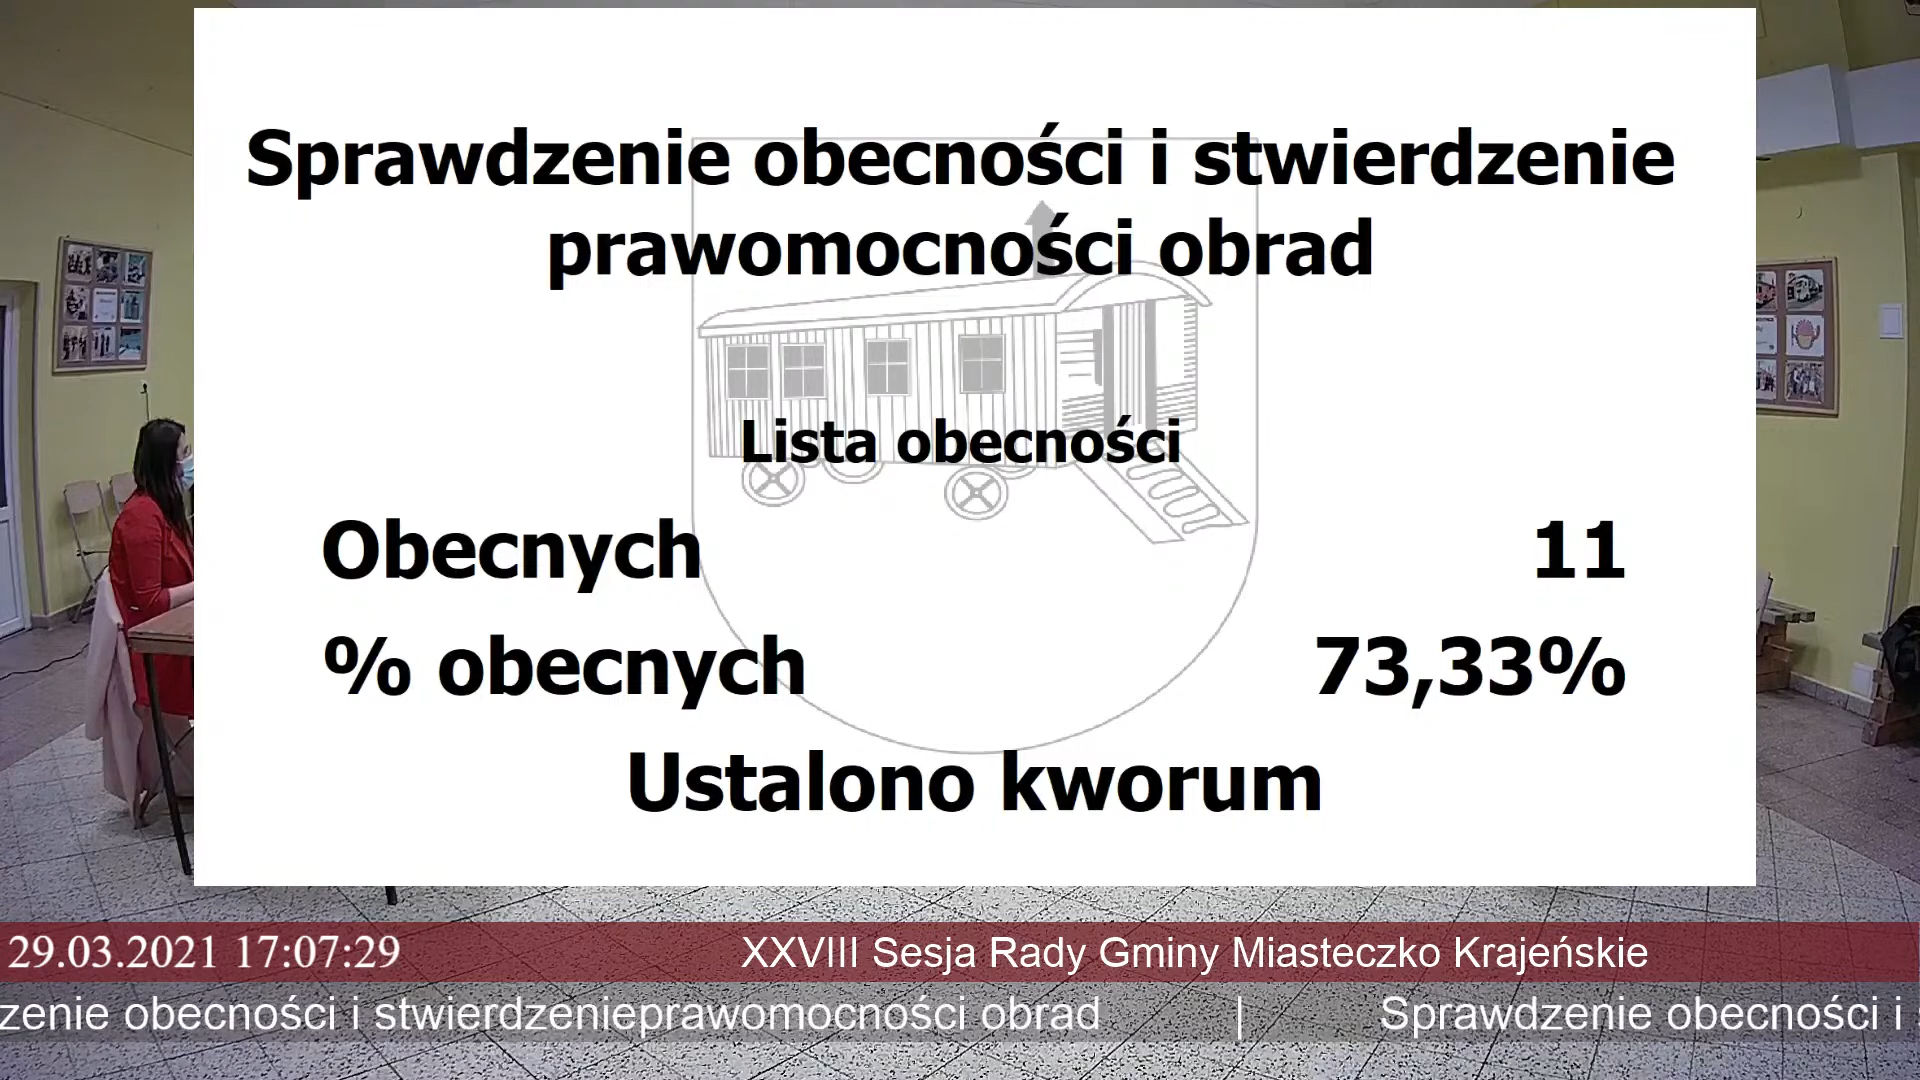 Sprawdzenie obecności i stwierdzenie
prawomocności obrad
Lista obecności
Obecnych 11
% obecnych 73,33%
Ustalono kworum
29.03.2021 17:07:29 XXVIII Sesja Rady Gminy Miasteczko Krajeńskie
zenie obecności i stwierdzenieprawomocności obrad | Sprawdzenie obecności i